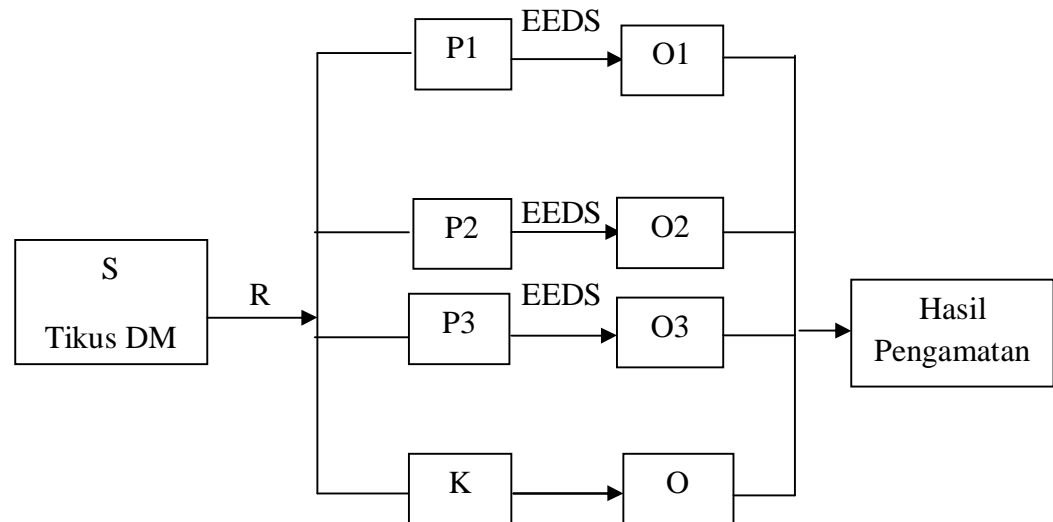 EEDS
P1
O1
EEDS
P2
O2
S
Tikus DM
R
EEDS
P3
O3
Hasil
Pengamatan
K
O